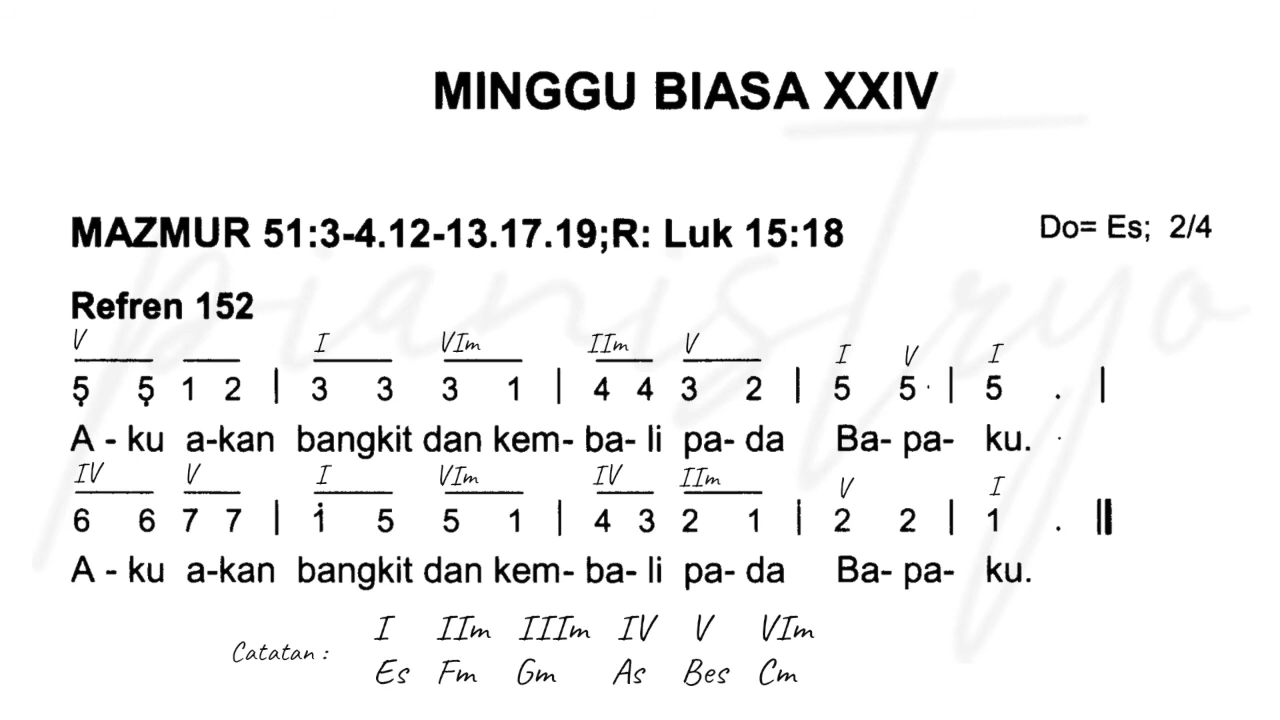 MINGGU BIASA XXIV
MAZMUR 51:3-4.12-13.17.19;R: Luk 15:18 Do= Es; 2/4
Refren 152
V I VIm IIm V I V I
5̣ 5̣ 1 2 | 3 3 3 1 | 4 4 3 2 | 5 5 | 5 . |
A - ku a-kan bangkit dan kem- ba- li pa- da Ba- pa- ku.
IV V I VIm IV IIm V I
6 6 7 7 | 1̇ 5 5 1 | 4 3 2 1 | 2 2 | 1 . ||
A - ku a-kan bangkit dan kem- ba- li pa- da Ba- pa- ku.
I IIm IIIm IV V VIm
Catatan :
Es Fm Gm As Bes Cm
pianistryo